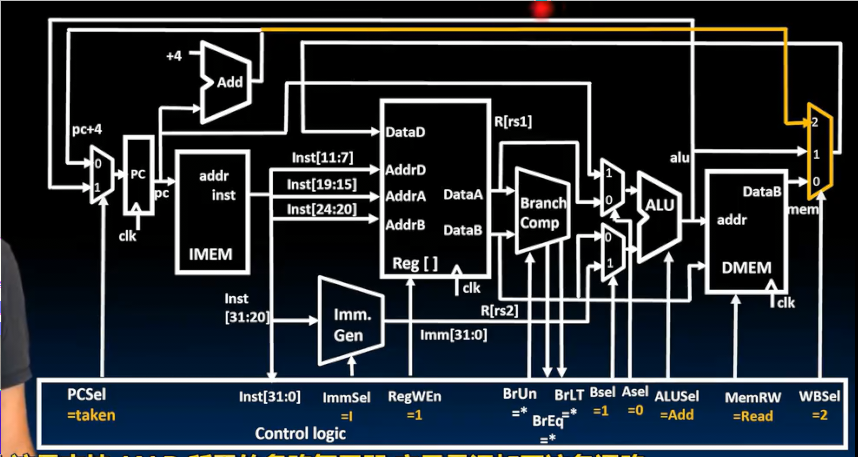 +4
Add
pc+4
0
1
PC
pc
clk
addr
inst
IMEM
Inst[11:7]
Inst[19:15]
Inst[24:20]
DataD
AddrD
AddrA
AddrB
DataA
DataB
Reg [ ]
clk
R[rs1]
R[rs2]
Branch
Comp
1
0
0
1
ALU
alu
DataB
addr
DMEM
clk
mem
2
1
0
Inst
[31:20]
Imm.
Gen
Imm[31:0]
PCSel
=taken
Inst[31:0]
ImmSel
=I
RegWEn
=1
BrUn
=*
BrEq
=*
BrLT
=*
Bsel
=1
Asel
=0
ALUSel
=Add
MemRW
=Read
WBSel
=2
Control logic